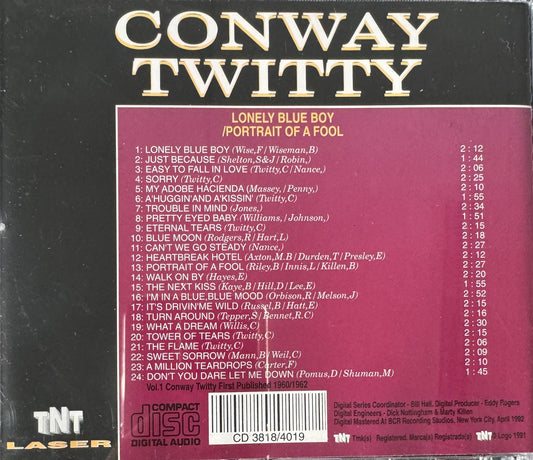 CONWAY
TWITTY
LONELY BLUE BOY
/PORTRAIT OF A FOOL
1: LONELY BLUE BOY (Wise,F/Wiseman,B) 2:12
2: JUST BECAUSE (Shelton,S&J/Robin,) 1:44
3: EASY TO FALL IN LOVE (Twitty,C/Nance,) 2:06
4: SORRY (Twitty,C) 2:25
5: MY ADOBE HACIENDA (Massey,/Penny,) 2:10
6: A'HUGGIN'AND A'KISSIN' (Twitty,C) 1:55
7: TROUBLE IN MIND (Jones,) 2:34
8: PRETTY EYED BABY (Williams,/Johnson,) 1:51
9: ETERNAL TEARS (Twitty,C) 2:15
10: BLUE MOON (Rodgers,R/Hart,L) 2:18
11: CAN'T WE GO STEADY (Nance,) 2:27
12: HEARTBREAK HOTEL (Axton,M.B/Durden,T/Presley,E) 2:12
13: PORTRAIT OF A FOOL (Riley,B/Innis,L/Killen,B) 2:27
14: WALK ON BY (Hayes,E) 2:20
15: THE NEXT KISS (Kaye,B/Hill,D/Lee,E) 1:55
16: I'M IN A BLUE,BLUE MOOD (Orbison,R/Melson,J) 2:52
17: IT'S DRIVIN'ME WILD (Russel,B/Hatt,E) 2:15
18: TURN AROUND (Tepper,S/Bennet,R.C) 2:16
19: WHAT A DREAM (Willis,C) 2:30
20: TOWER OF TEARS (Twitty,C) 2:15
21: THE FLAME (Twitty,C) 2:06
22: SWEET SORROW (Mann,B/Weil,C) 2:09
23: A MILLION TEARDROPS (Carter,F) 2:10
24: DON'T YOU DARE LET ME DOWN (Pomus,D/Shuman,M) 1:45
Vol.1 Conway Twitty First Published 1960/1962
TNT
LASER
COMPACT
disc
DIGITAL AUDIO
CD 3818/4019
Digital Series Coordinator - Bill Hall. Digital Producer - Eddy Rogers
Digital Engineers - Dick Nottingham & Marty Killen
Digital Mastered At BCR Recording Studios, New York City, April 1992
TNT Tmk(s) Registered. Marca(s) Registrada(s) TNT Logo 1991